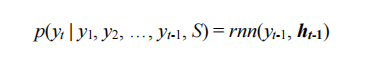 p(yt | y1, y2, …, yt-1, S) = rnn(yt-1, ht-1)